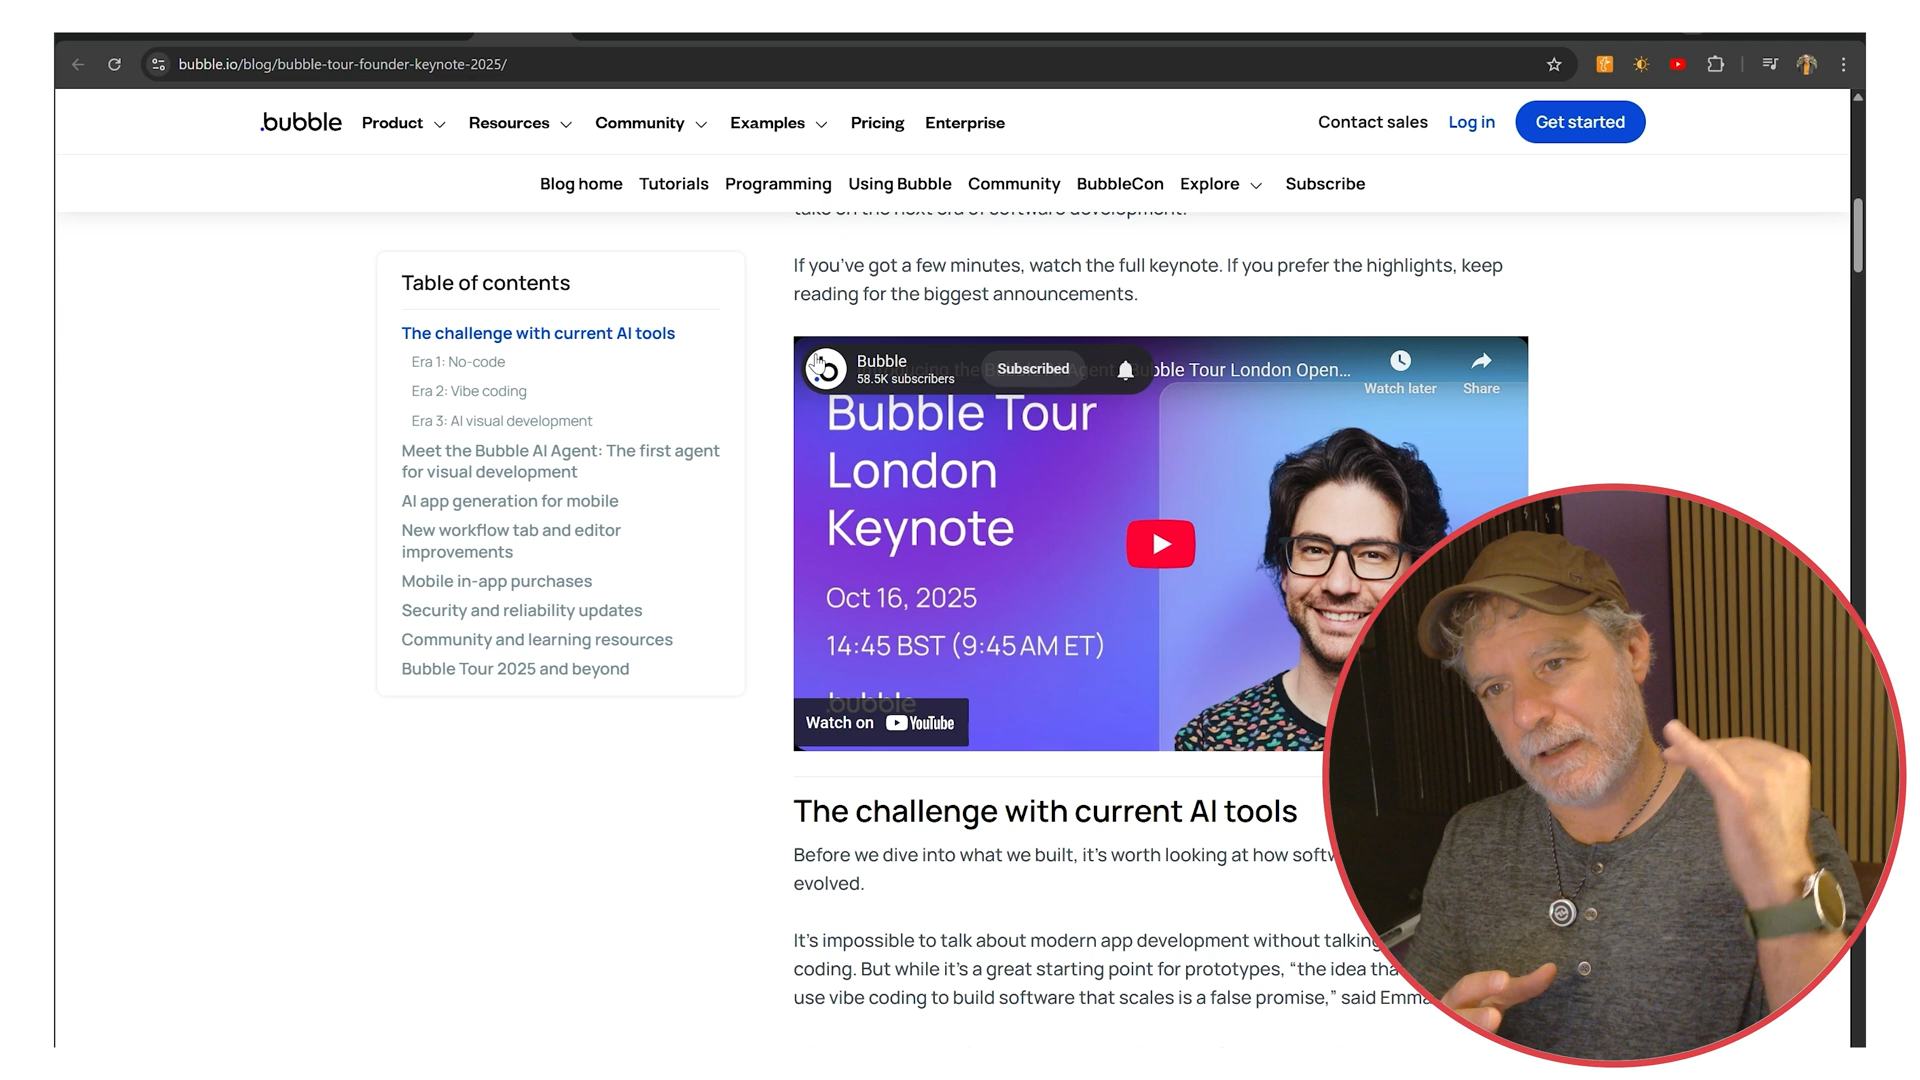 bubble.io/blog/bubble-tour-founder-keynote-2025/
.bubble Product Resources Community Examples Pricing Enterprise Contact sales Log in Get started
Blog home Tutorials Programming Using Bubble Community BubbleCon Explore Subscribe
take on the next era of software development.
Table of contents
The challenge with current AI tools
Era 1: No-code
Era 2: Vibe coding
Era 3: AI visual development
Meet the Bubble AI Agent: The first agent
for visual development
AI app generation for mobile
New workflow tab and editor
improvements
Mobile in-app purchases
Security and reliability updates
Community and learning resources
Bubble Tour 2025 and beyond
If you've got a few minutes, watch the full keynote. If you prefer the highlights, keep
reading for the biggest announcements.
Bubble
58.5K subscribers
Subscribed
Bubble Tour London Open...
Watch later
Share
Bubble Tour
London
Keynote
Oct 16, 2025
14:45 BST (9:45 AM ET)
.bubble
Watch on YouTube
The challenge with current AI tools
Before we dive into what we built, it's worth looking at how
evolved.
It's impossible to talk about modern app development without talking
coding. But while it's a great starting point for prototypes, “the idea
use vibe coding to build software that scales is a false promise,” said